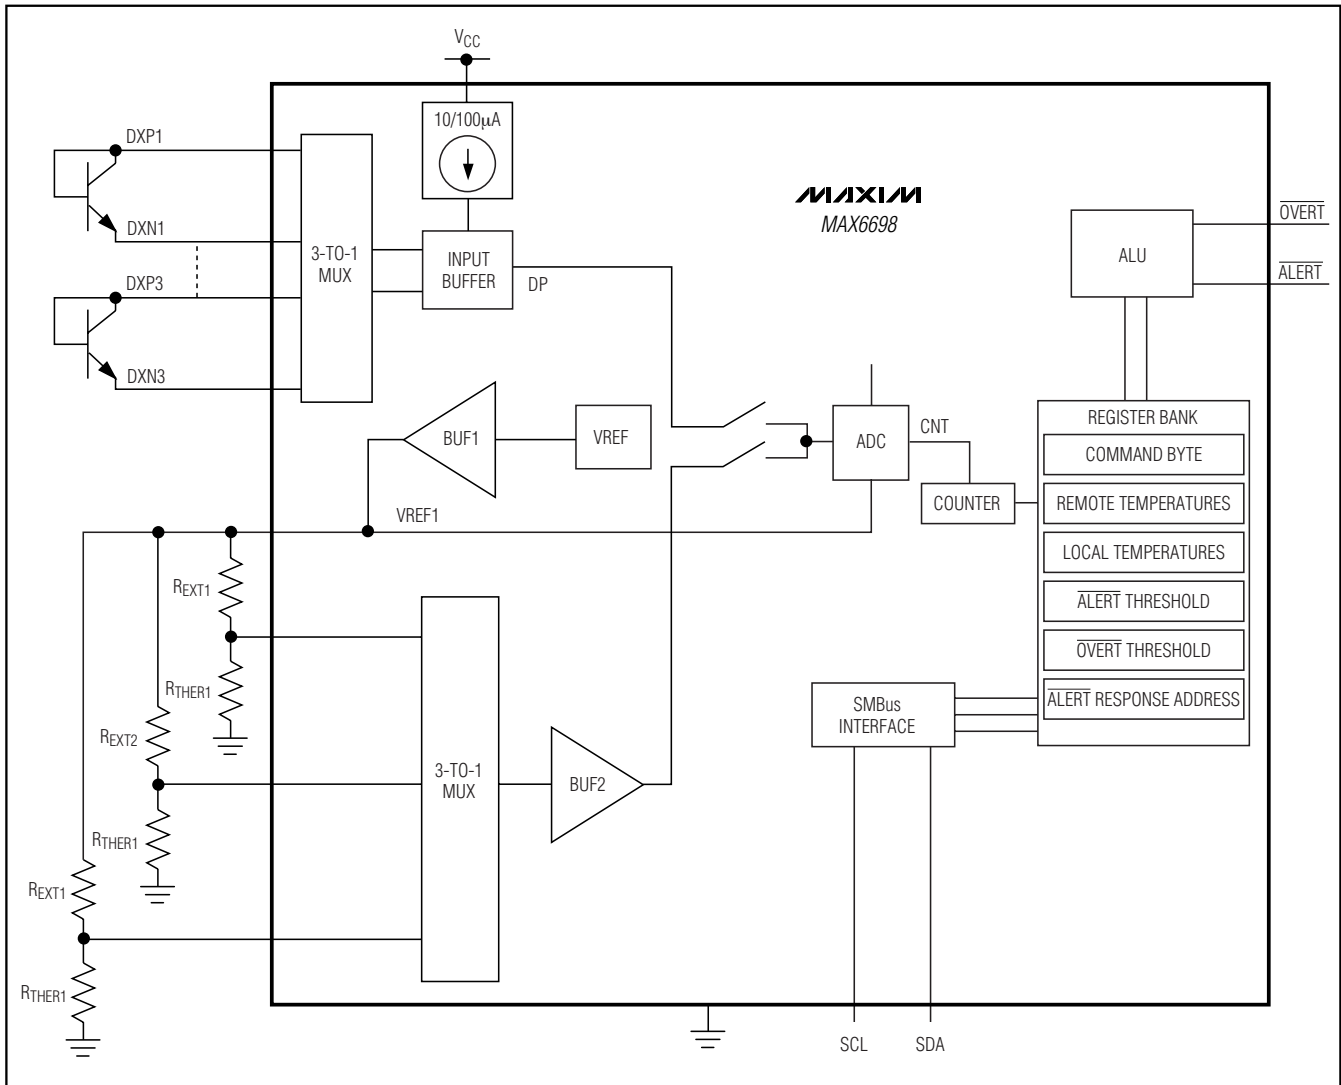 VCC
10/100μA
DXP1
MAXIM
MAX6698
OVERT
DXN1
3-TO-1
MUX
INPUT
BUFFER
ALU
DP
ALERT
DXP3
DXN3
REGISTER BANK
BUF1
VREF
ADC
CNT
COMMAND BYTE
COUNTER
REMOTE TEMPERATURES
VREF1
LOCAL TEMPERATURES
REXT1
ALERT THRESHOLD
OVERT THRESHOLD
RTHER1
SMBus
INTERFACE
ALERT RESPONSE ADDRESS
REXT2
3-TO-1
MUX
BUF2
RTHER1
REXT1
RTHER1
SCL
SDA